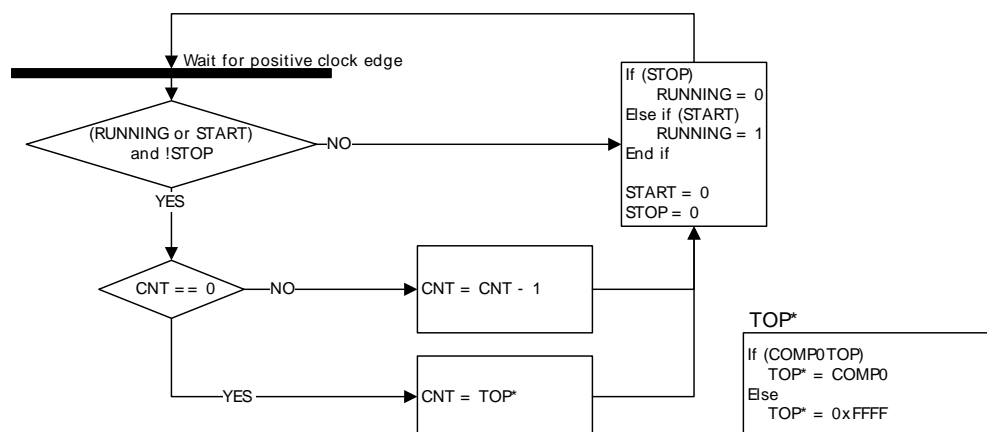 Wait for positive clock edge
(RUNNING or START)
and !STOP
NO
YES
If (STOP)
RUNNING = 0
Else if (START)
RUNNING = 1
End if
START = 0
STOP = 0
CNT == 0
NO
CNT = CNT - 1
YES
CNT = TOP*
TOP*
If (COMP0TOP)
TOP* = COMP0
Else
TOP* = 0xFFFF